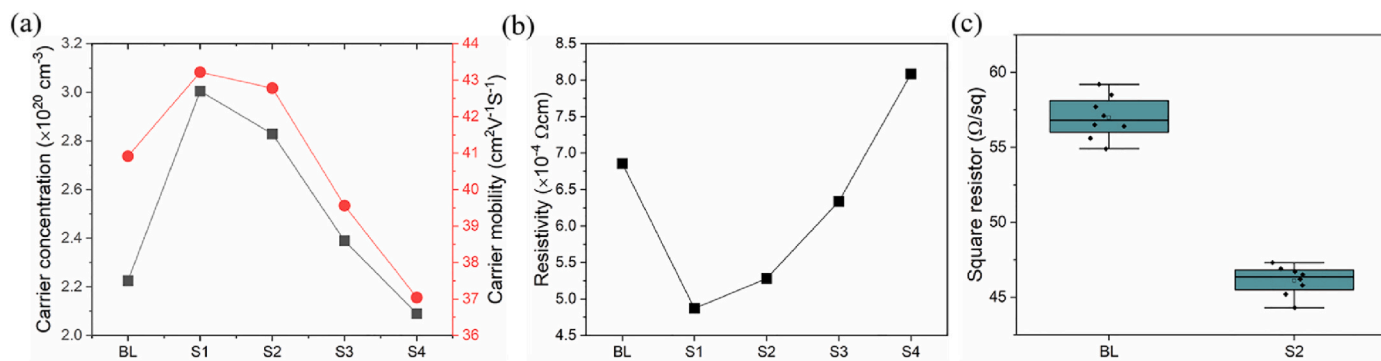 (a)
Carrier concentration (×10²⁰ cm⁻³)
3.2
3.0
2.8
2.6
2.4
2.2
2.0
BL S1 S2 S3 S4
44
43
42
41
40
39
38
37
36
Carrier mobility (cm²V⁻¹S⁻¹)
(b)
Resistivity (×10⁻⁴ Ωcm)
8.5
8.0
7.5
7.0
6.5
6.0
5.5
5.0
4.5
BL S1 S2 S3 S4
(c)
Square resistor (Ω/sq)
60
55
50
45
BL S2